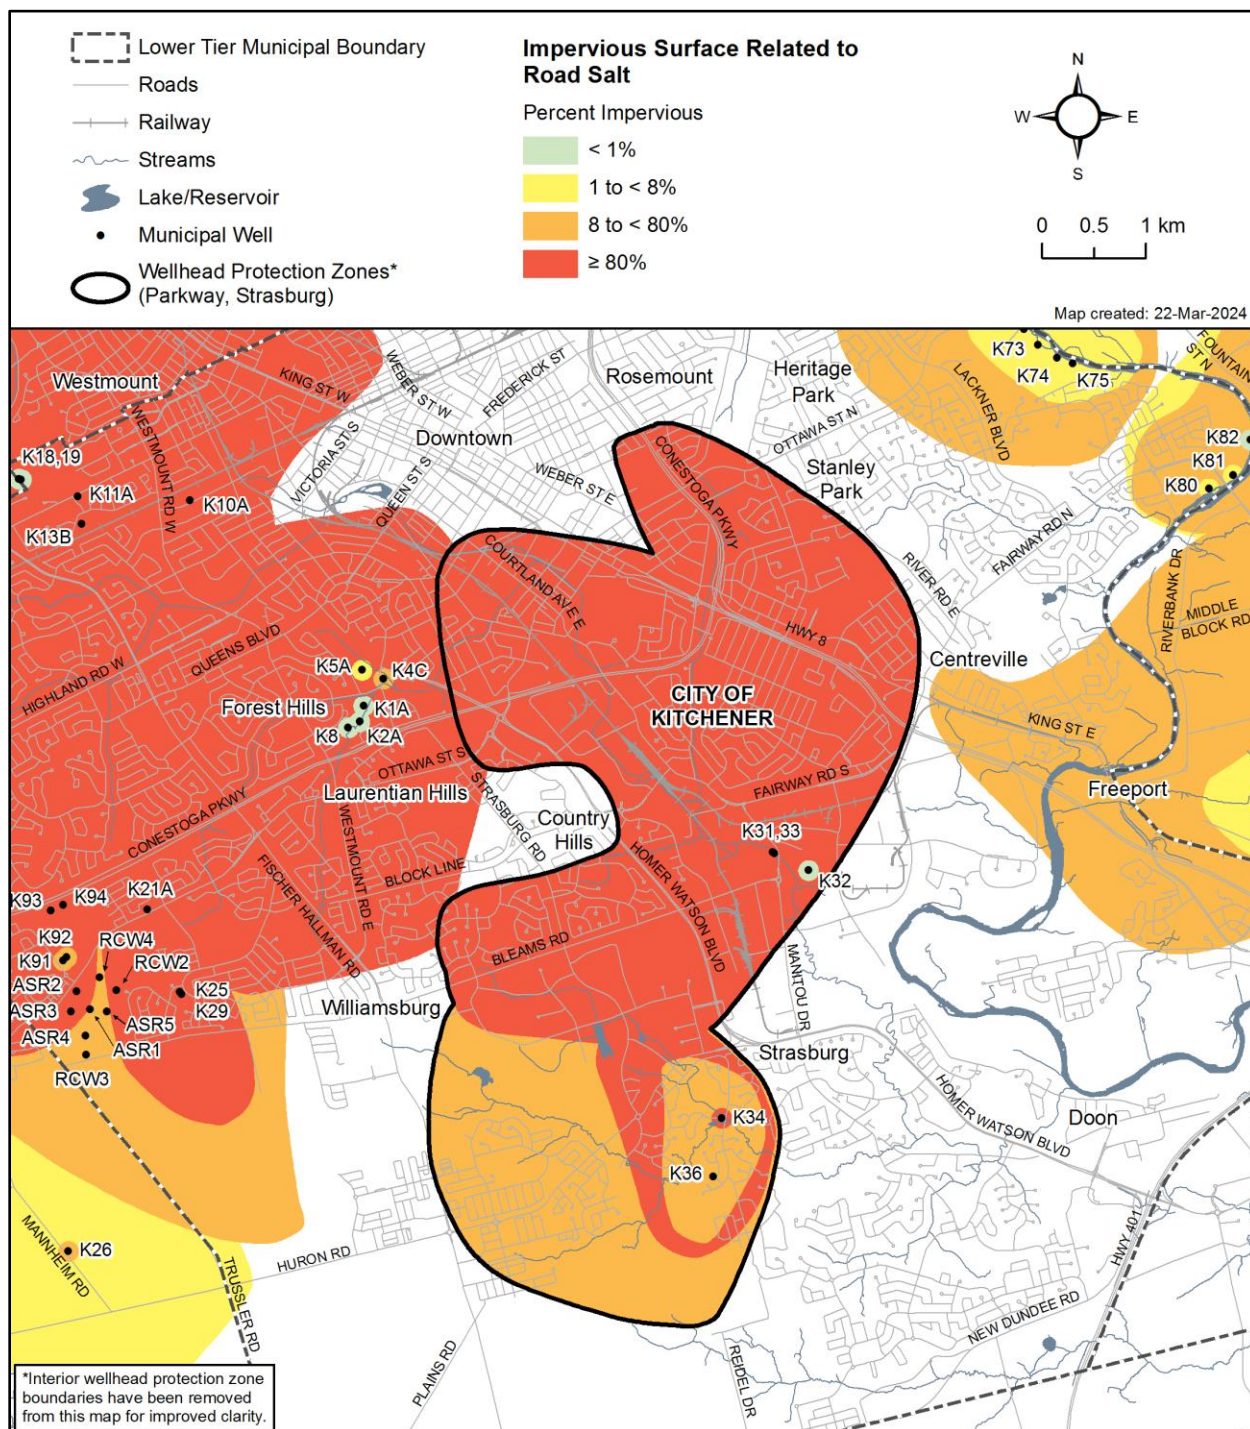 Lower Tier Municipal Boundary
Roads
Railway
Streams
Lake/Reservoir
Municipal Well
Wellhead Protection Zones*
(Parkway, Strasburg)
Impervious Surface Related to
Road Salt
Percent Impervious
< 1%
1 to < 8%
8 to < 80%
≥ 80%
N
W
E
S
0 0.5 1 km
Map created: 22-Mar-2024
Westmount
KING ST W
WEBER ST W
FREDERICK ST
Rosemount
Heritage
Park
LACKNER BLVD
K73
K74
K75
FOUNTAIN
ST N
WESTMOUNT RD W
VICTORIA ST S
Downtown
QUEEN ST S
WEBER ST E
CONESTOGA PKWY
OTTAWA ST N
Stanley
Park
K82
K81
K80
K18,19
K11A
K10A
K13B
COURTLAND AVE E
RIVER RD E
FAIRWAY RD N
RIVERBANK DR
MIDDLE
BLOCK RD
HWY 8
QUEENS BLVD
HIGHLAND RD W
K5A
K4C
Centreville
Forest Hills
K1A
K8
K2A
CITY OF
KITCHENER
KING ST E
OTTAWA ST S
FAIRWAY RD S
Freeport
Laurentian Hills
STRASBURG RD
Country
Hills
CONESTOGA PKWY
WESTMOUNT RD E
BLOCK LINE
HOMER WATSON BLVD
K31,33
K32
FISCHER HALLMAN RD
K93
K94
K21A
K92
K91
RCW4
RCW2
BLEAMS RD
MANITOU DR
ASR2
K25
K29
ASR3
ASR5
ASR4
ASR1
RCW3
Williamsburg
Strasburg
HOMER WATSON BLVD
Doon
K34
K36
K26
MANNHEIM RD
HURON RD
TRUSSLER RD
HWY 401
NEW DUNDEE RD
PLAINS RD
REIDEL DR
*Interior wellhead protection zone
boundaries have been removed
from this map for improved clarity.